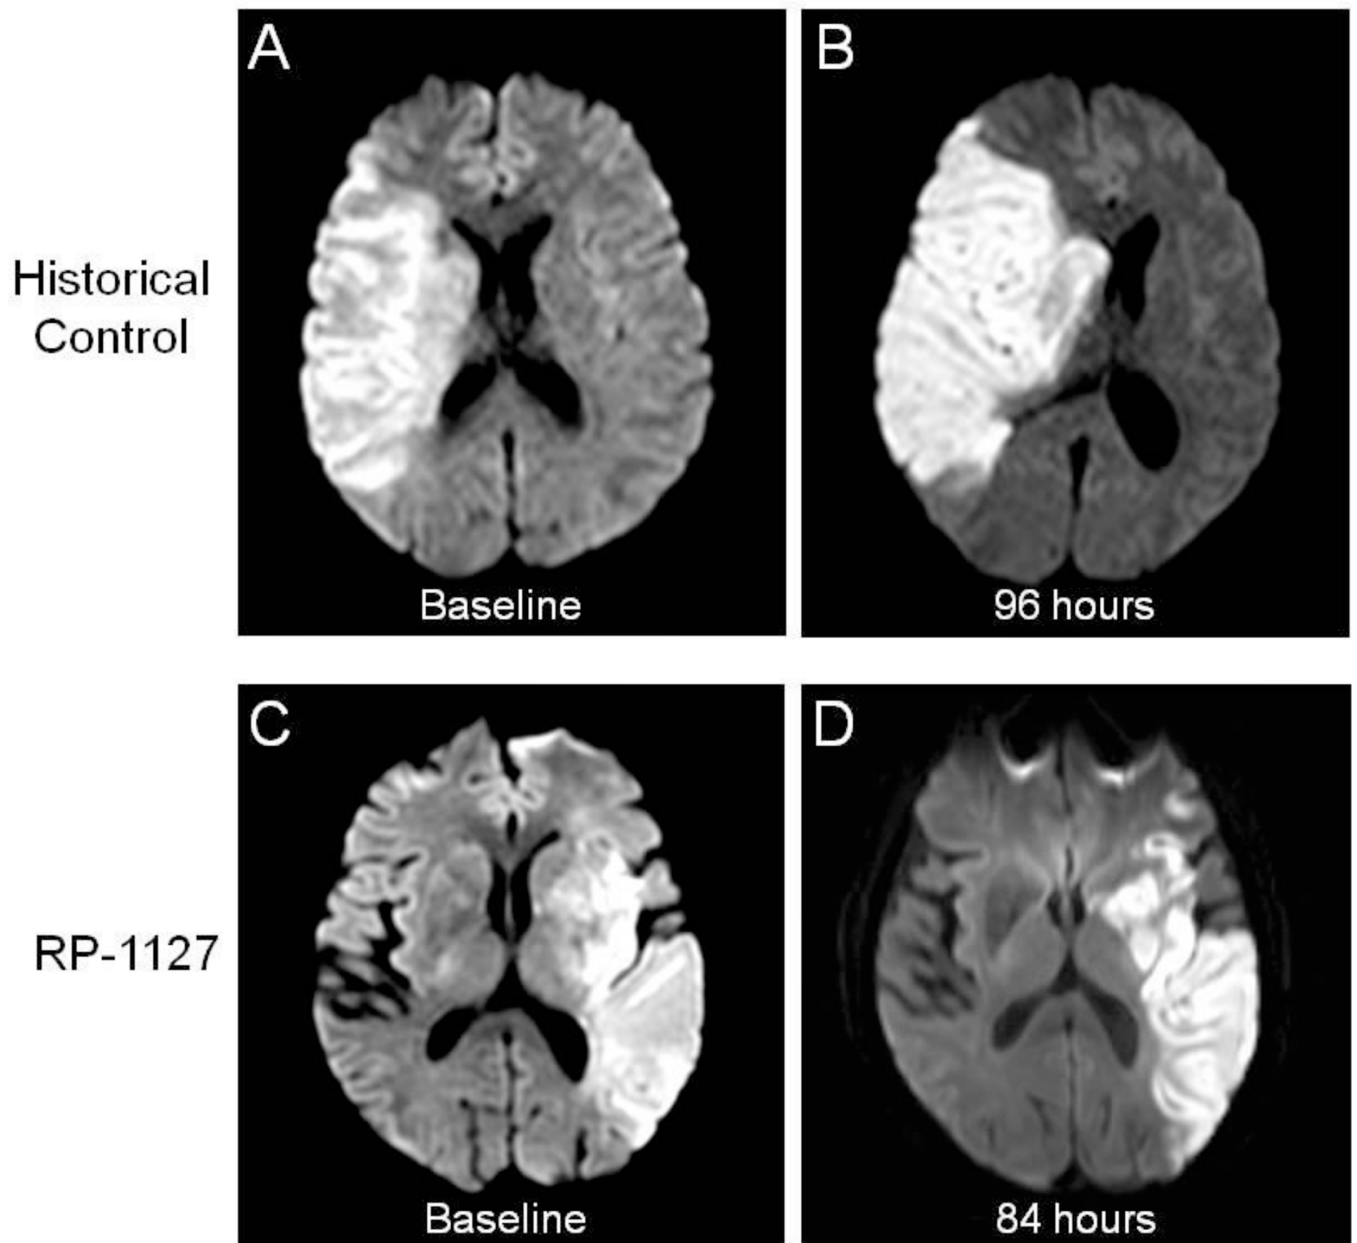 A
B
Historical
Control
Baseline
96 hours
C
D
RP-1127
Baseline
84 hours